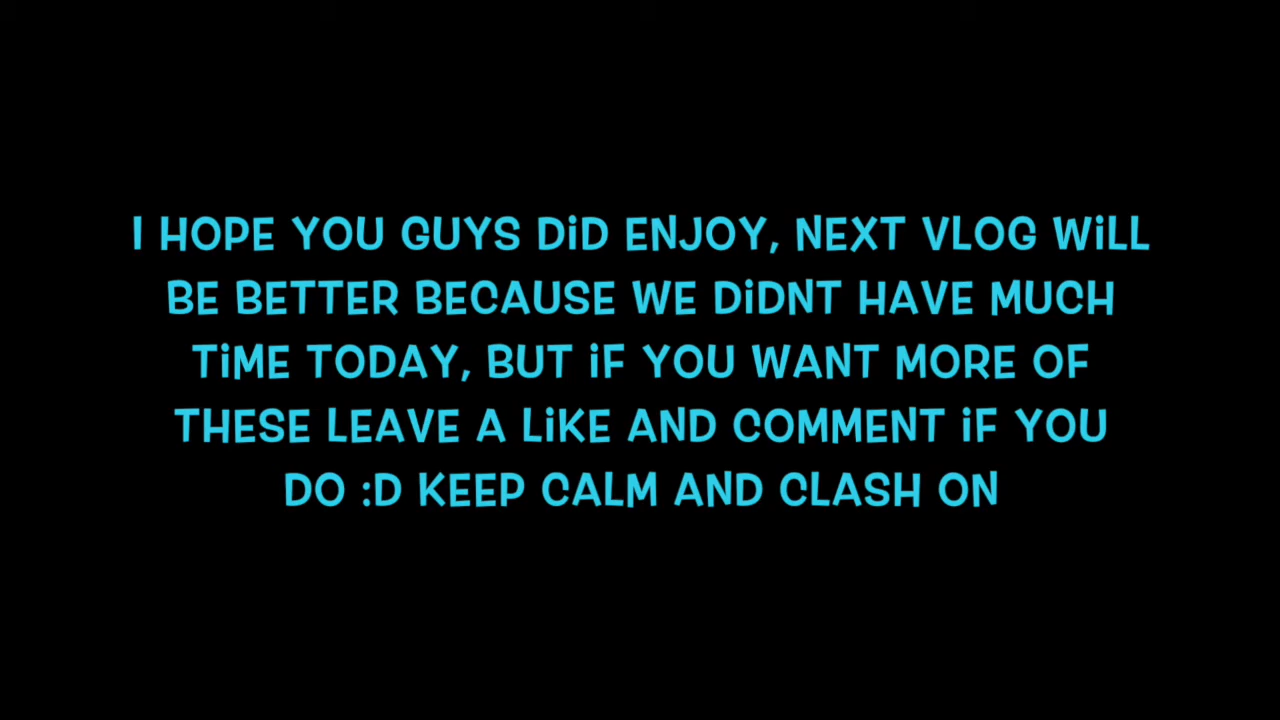 I HOPE YOU GUYS DiD ENJOY, NEXT VLOG WiLL
BE BETTER BECAUSE WE DiDNT HAVE MUCH
TiME TODAY, BUT iF YOU WANT MORE OF
THESE LEAVE A LiKE AND COMMENT iF YOU
DO :D KEEP CALM AND CLASH ON